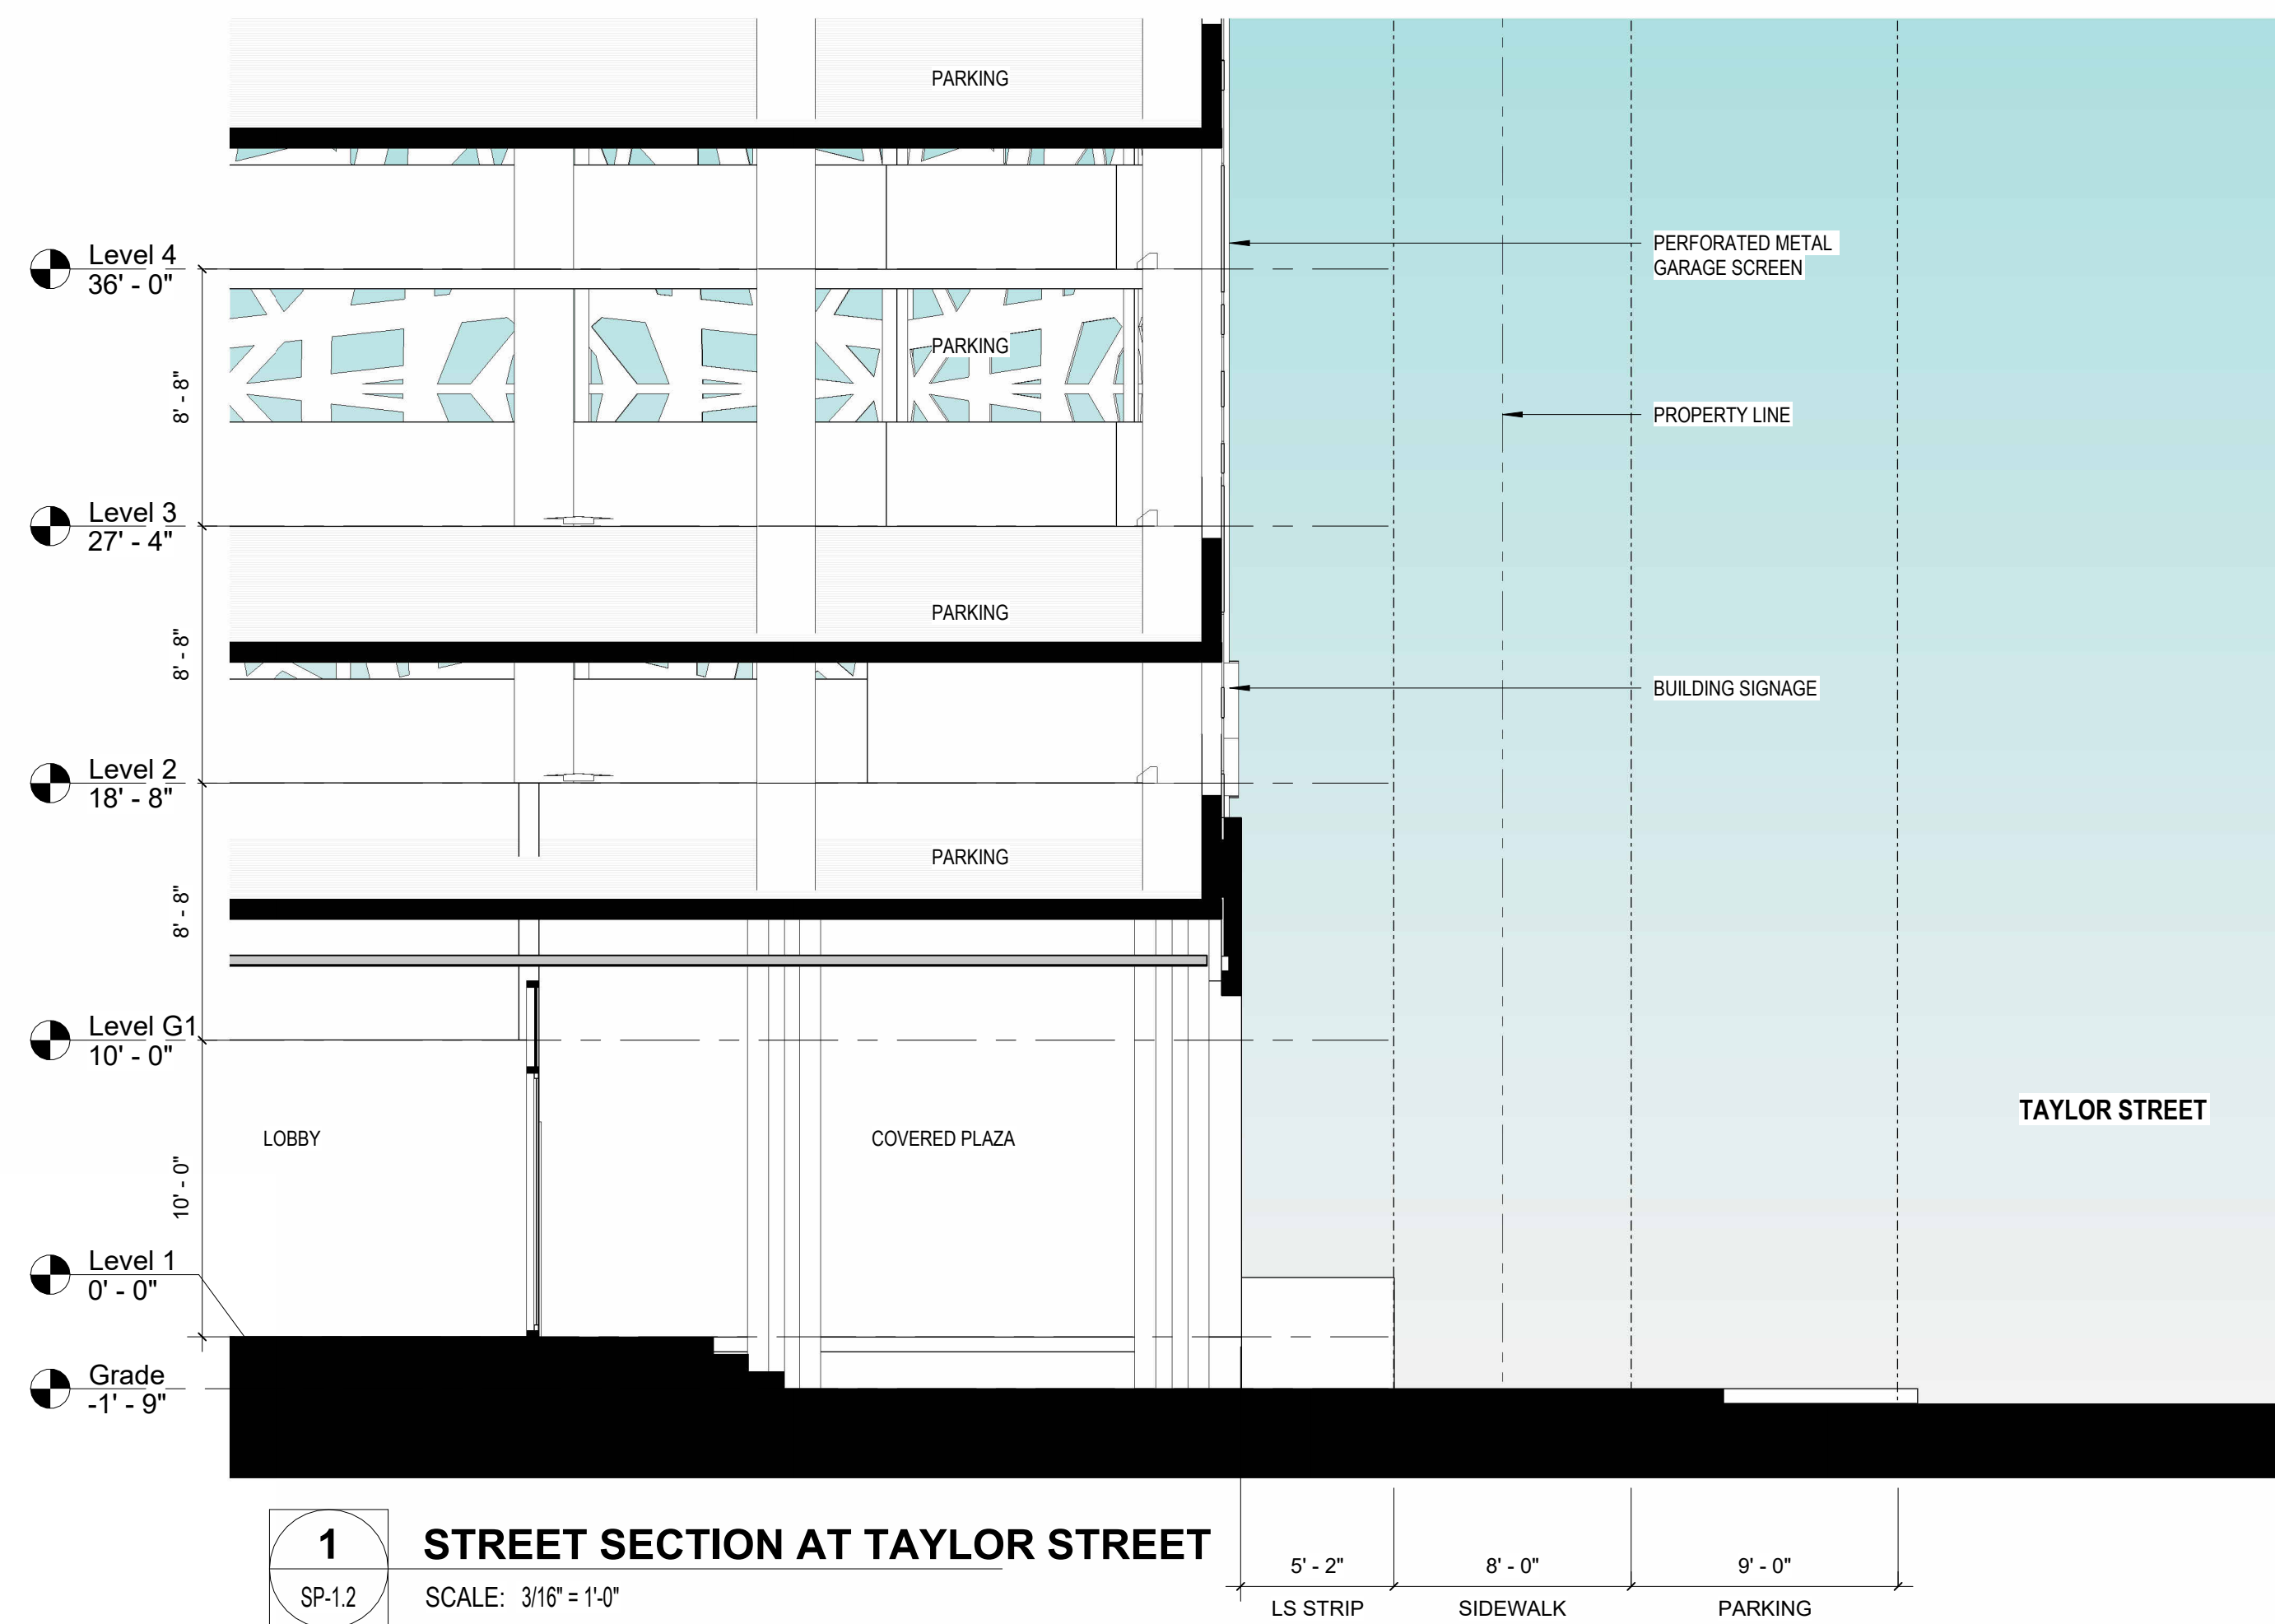 PARKING
Level 4
36' - 0"
PERFORATED METAL
GARAGE SCREEN
PARKING
8' - 8"
PROPERTY LINE
Level 3
27' - 4"
PARKING
8' - 8"
BUILDING SIGNAGE
Level 2
18' - 8"
PARKING
8' - 8"
Level G1
10' - 0"
TAYLOR STREET
LOBBY
COVERED PLAZA
10' - 0"
Level 1
0' - 0"
Grade
-1' - 9"
1
STREET SECTION AT TAYLOR STREET
SP-1.2
SCALE: 3/16" = 1'-0"
5' - 2"
8' - 0"
9' - 0"
LS STRIP
SIDEWALK
PARKING